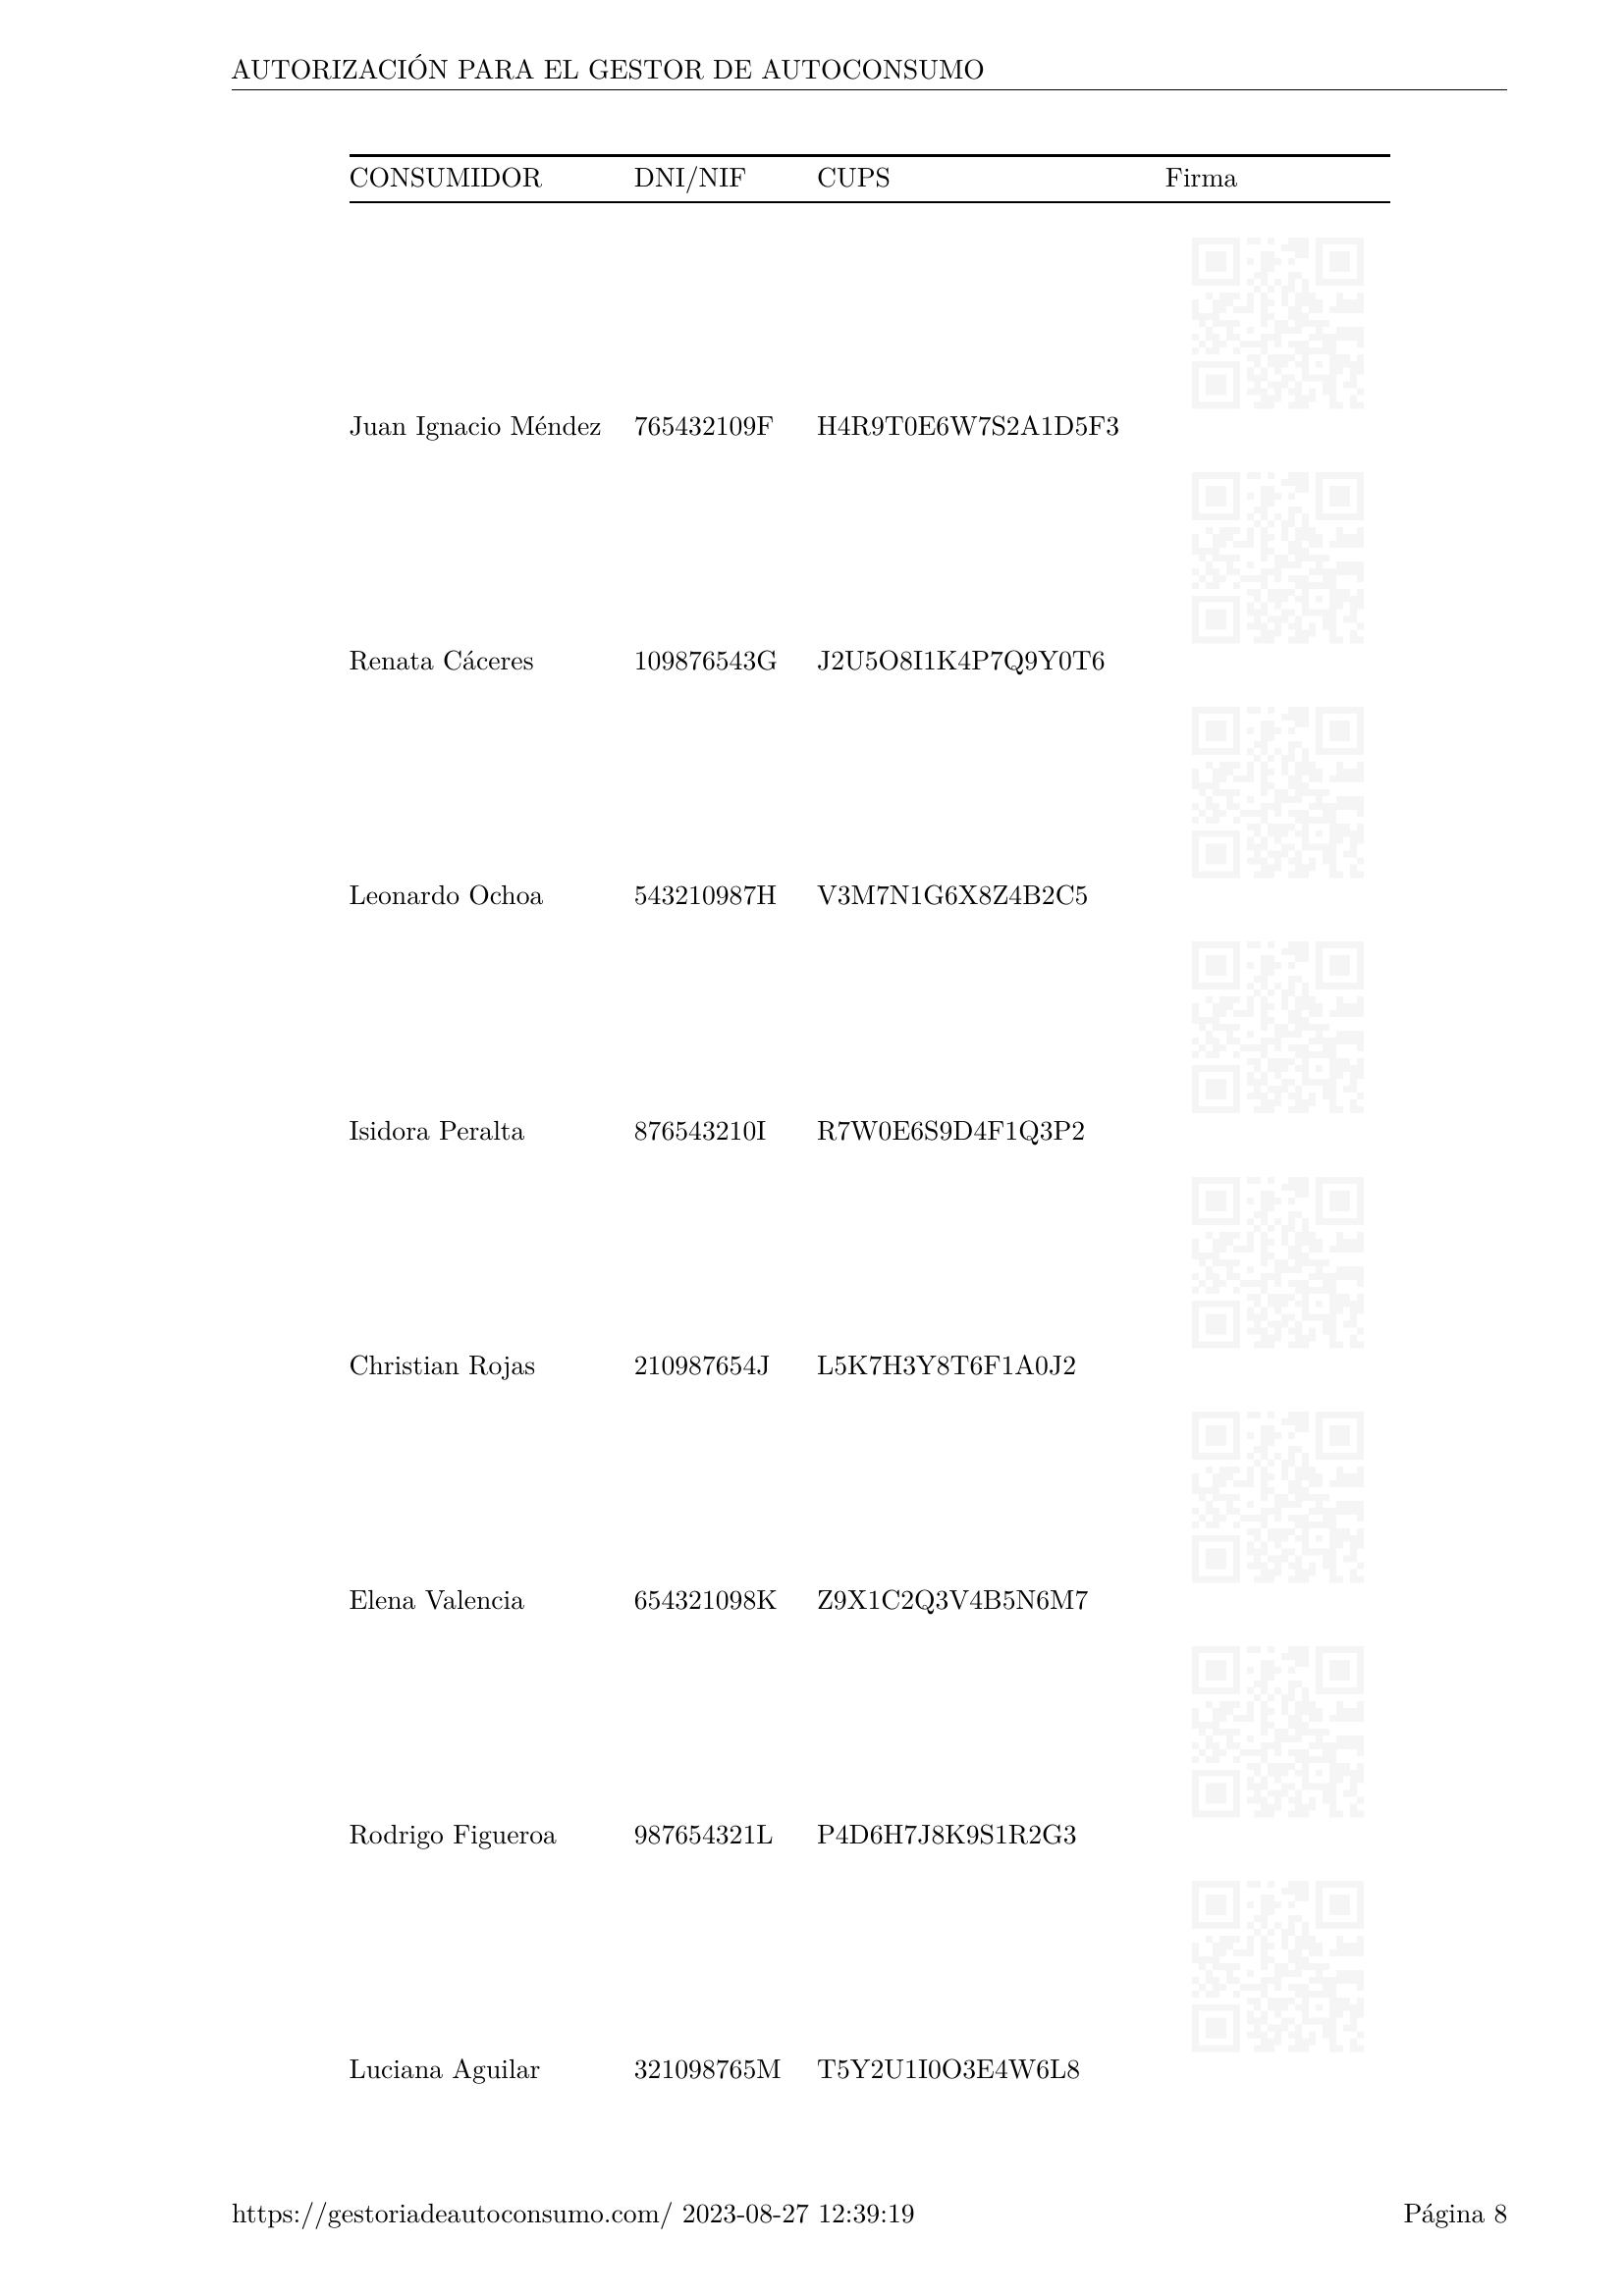 AUTORIZACIÓN PARA EL GESTOR DE AUTOCONSUMO
CONSUMIDOR DNI/NIF CUPS Firma
Juan Ignacio Méndez 765432109F H4R9T0E6W7S2A1D5F3
Renata Cáceres 109876543G J2U5O8I1K4P7Q9Y0T6
Leonardo Ochoa 543210987H V3M7N1G6X8Z4B2C5
Isidora Peralta 876543210I R7W0E6S9D4F1Q3P2
Christian Rojas 210987654J L5K7H3Y8T6F1A0J2
Elena Valencia 654321098K Z9X1C2Q3V4B5N6M7
Rodrigo Figueroa 987654321L P4D6H7J8K9S1R2G3
Luciana Aguilar 321098765M T5Y2U1I0O3E4W6L8
https://gestoriadeautoconsumo.com/ 2023-08-27 12:39:19 Página 8